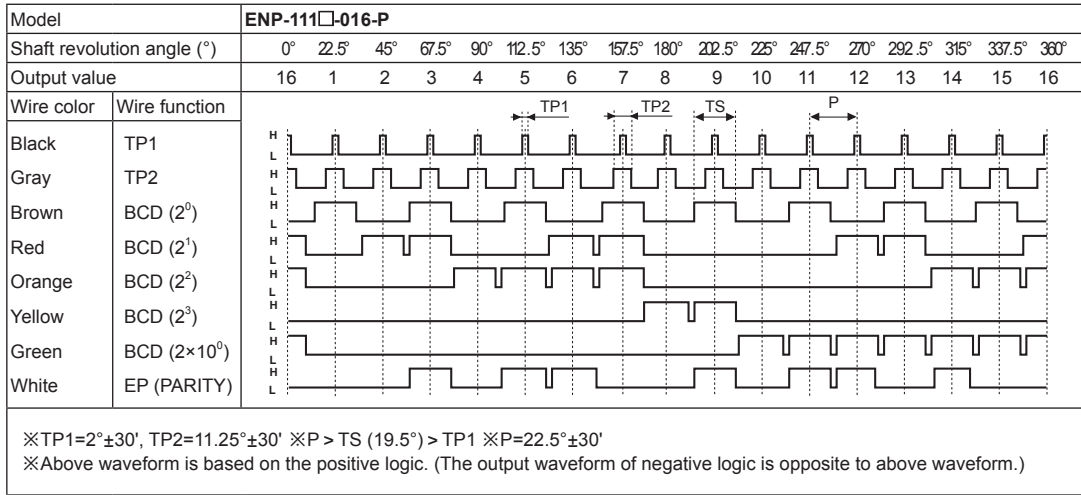 Model ENP-111□-016-P
Shaft revolution angle (°) 0° 22.5° 45° 67.5° 90° 112.5° 135° 157.5° 180° 202.5° 225° 247.5° 270° 292.5° 315° 337.5° 360°
Output value 16 1 2 3 4 5 6 7 8 9 10 11 12 13 14 15 16
Wire color Wire function TP1 TP2 TS P
Black TP1 H L
Gray TP2 H L
Brown BCD (2⁰) H L
Red BCD (2¹) H L
Orange BCD (2²) H L
Yellow BCD (2³) H L
Green BCD (2×10⁰) H L
White EP (PARITY) H L
※TP1=2°±30', TP2=11.25°±30' ※P > TS (19.5°) > TP1 ※P=22.5°±30'
※Above waveform is based on the positive logic. (The output waveform of negative logic is opposite to above waveform.)